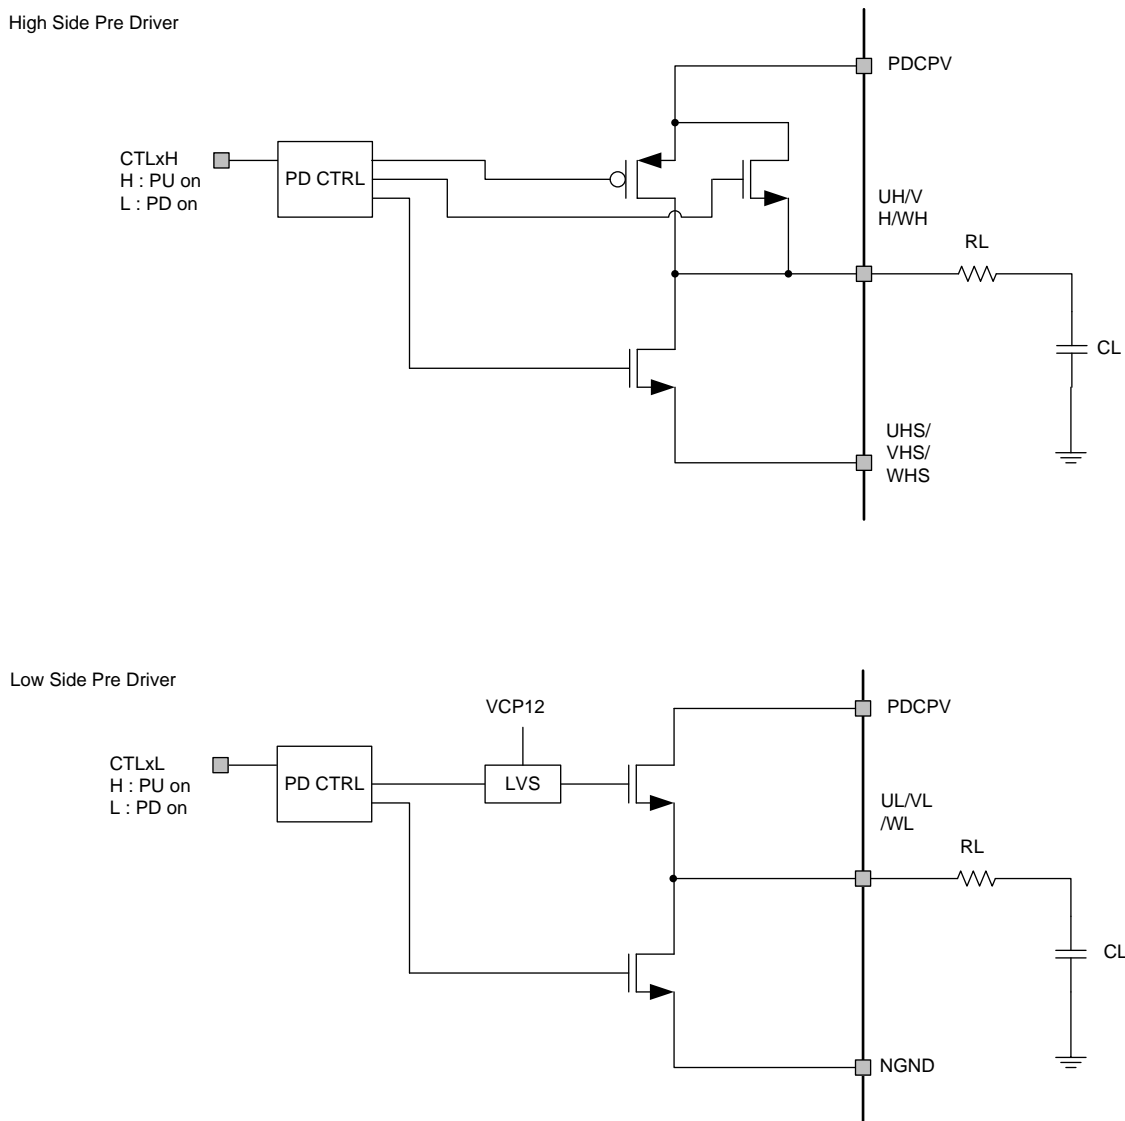 High Side Pre Driver
PDCPV
CTLxH
H : PU on
L : PD on
PD CTRL
UH/V
H/WH
RL
CL
UHS/
VHS/
WHS
Low Side Pre Driver
VCP12
PDCPV
CTLxL
H : PU on
L : PD on
PD CTRL
LVS
UL/VL
/WL
RL
CL
NGND